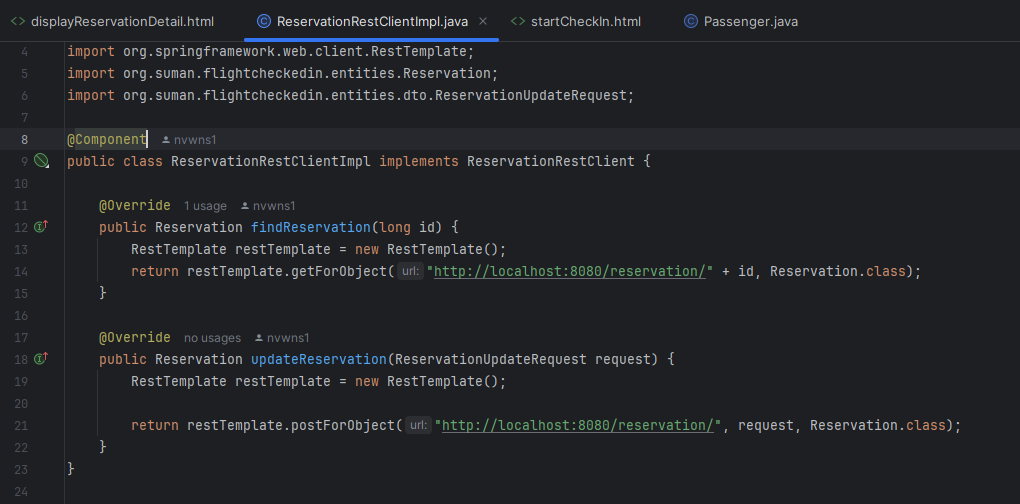 <> displayReservationDetail.html © ReservationRestClientImpl.java × <> startCheckIn.html © Passenger.java
4 import org.springframework.web.client.RestTemplate;
5 import org.suman.flightcheckedin.entities.Reservation;
6 import org.suman.flightcheckedin.entities.dto.ReservationUpdateRequest;
7
8 @Component nvwns1
9 public class ReservationRestClientImpl implements ReservationRestClient {
10
11 @Override 1 usage nvwns1
12 public Reservation findReservation(long id) {
13 RestTemplate restTemplate = new RestTemplate();
14 return restTemplate.getForObject( url: "http://localhost:8080/reservation/" + id, Reservation.class);
15 }
16
17 @Override no usages nvwns1
18 public Reservation updateReservation(ReservationUpdateRequest request) {
19 RestTemplate restTemplate = new RestTemplate();
20
21 return restTemplate.postForObject( url: "http://localhost:8080/reservation/", request, Reservation.class);
22 }
23 }
24